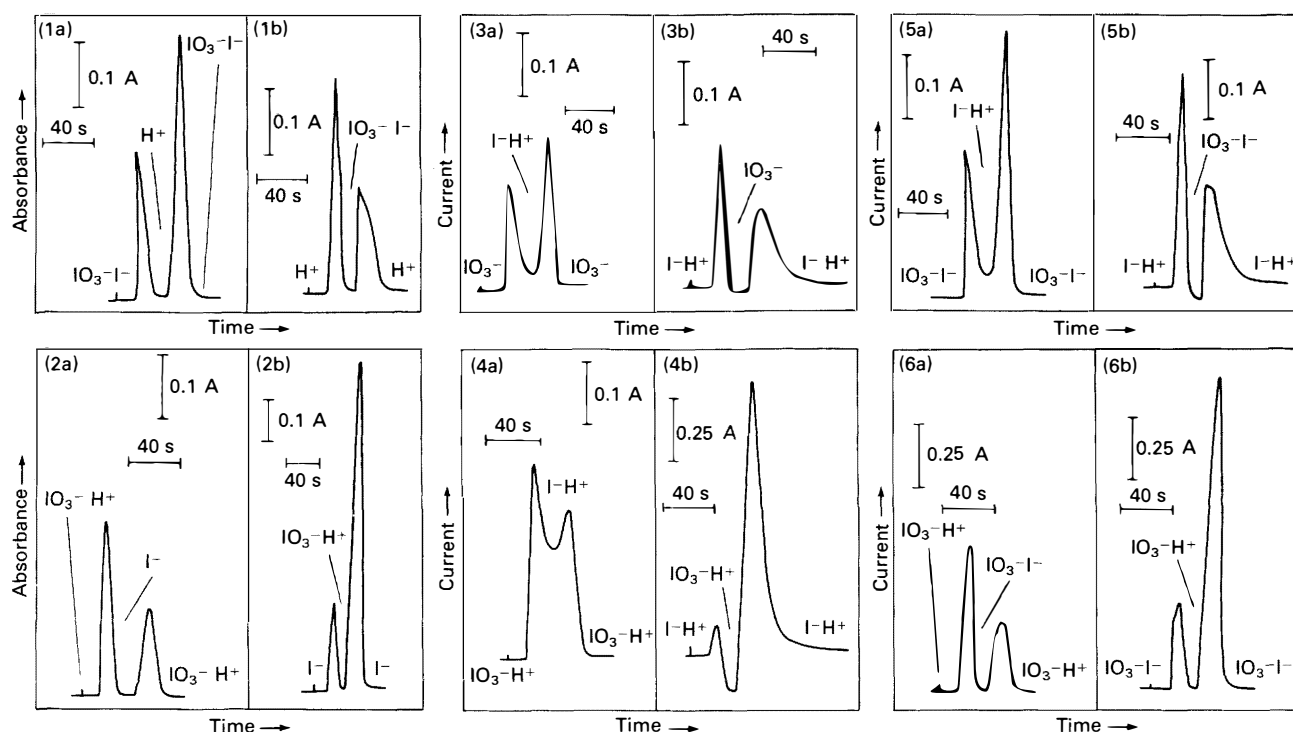 (1a)
0.1 A
40 s
H+
IO3−I−
IO3−I−
Absorbance
(1b)
0.1 A
40 s
IO3− I−
H+
H+
Time
(3a)
0.1 A
40 s
I−H+
IO3−
IO3−
Current
(3b)
40 s
0.1 A
IO3−
I−H+
I− H+
Time
(5a)
0.1 A
I−H+
40 s
IO3−I−
IO3−I−
Current
(5b)
0.1 A
40 s
IO3−I−
I−H+
I−H+
Time
(2a)
0.1 A
40 s
IO3− H+
I−
IO3− H+
Absorbance
(2b)
0.1 A
40 s
IO3−H+
I−
I−
Time
(4a)
0.1 A
40 s
I−H+
IO3−H+
IO3−H+
Current
(4b)
0.25 A
40 s
IO3−H+
I−H+
I−H+
Time
(6a)
0.25 A
40 s
IO3−H+
IO3−I−
IO3−H+
Current
(6b)
0.25 A
40 s
IO3−H+
IO3−I−
IO3−I−
Time